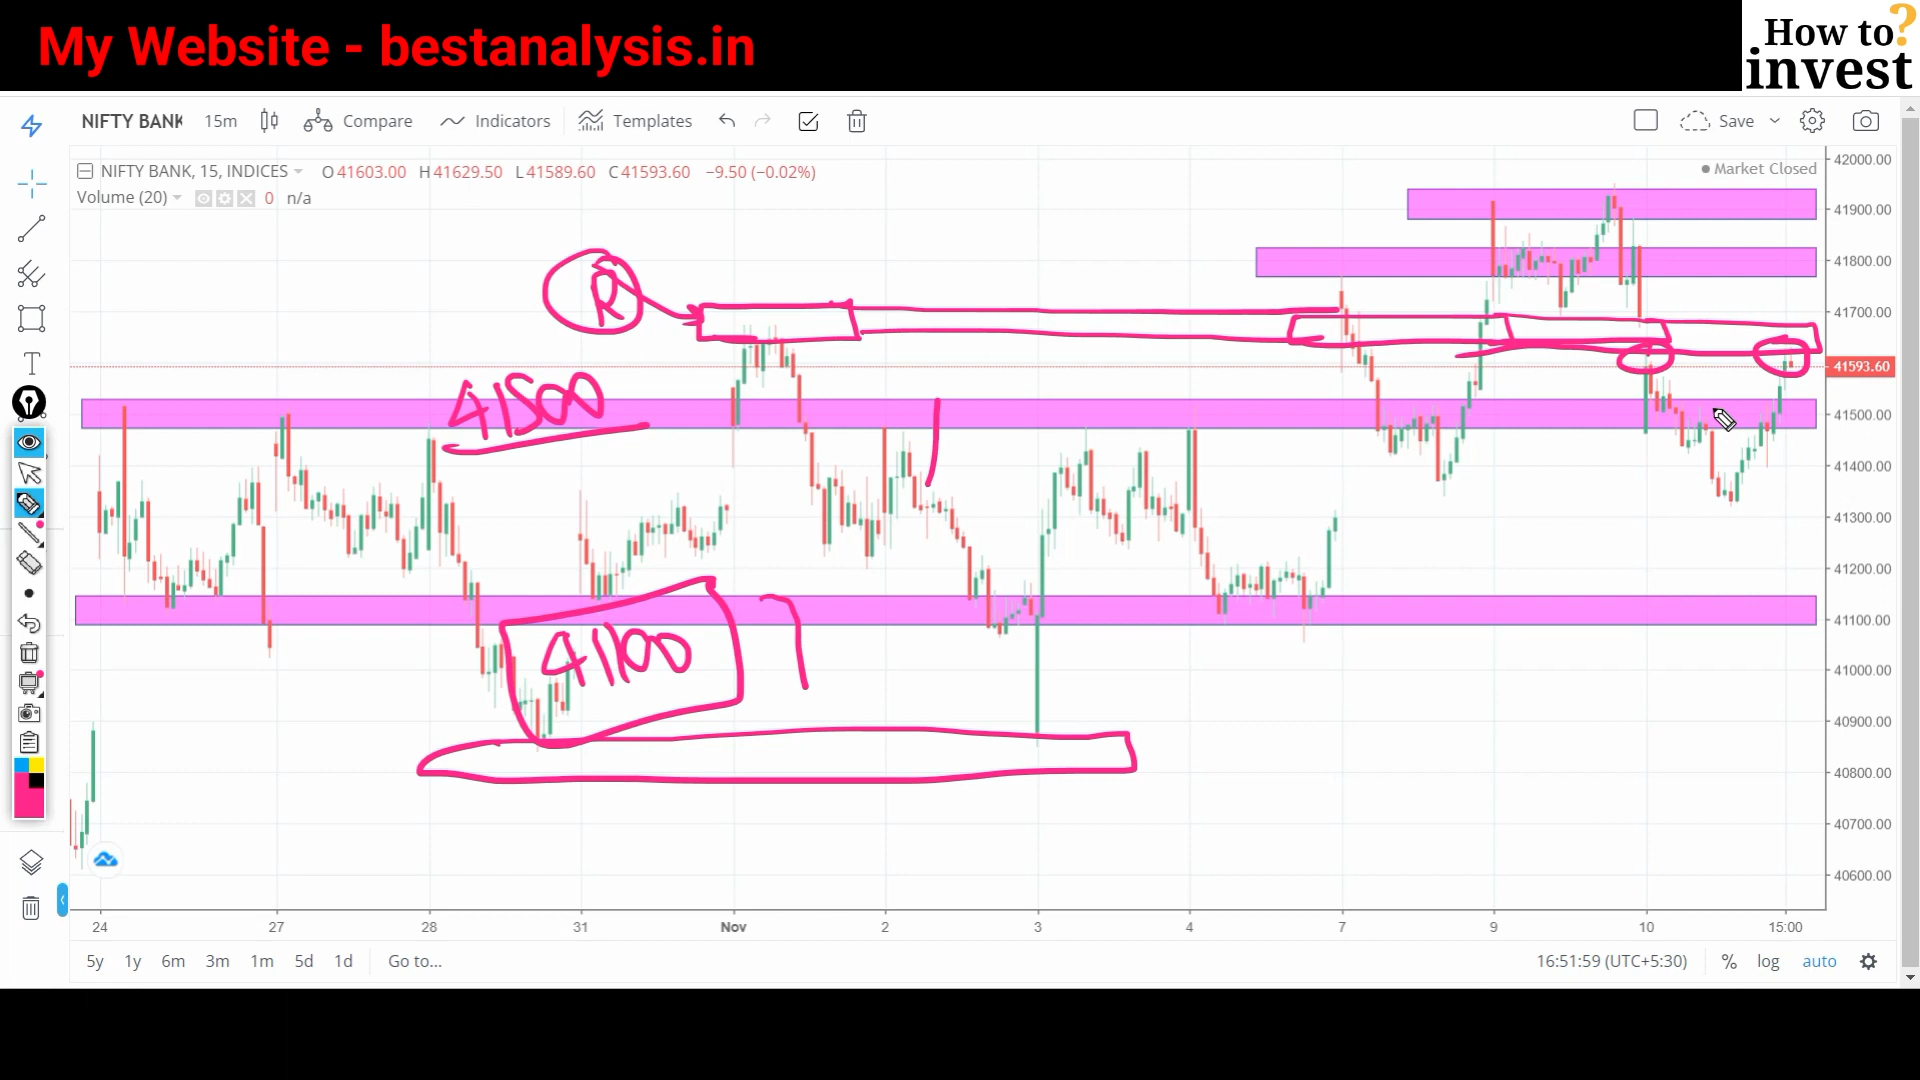 My Website - bestanalysis.in
How to?
invest
NIFTY BANK 15m Compare Indicators Templates Save
NIFTY BANK, 15, INDICES O41603.00 H41629.50 L41589.60 C41593.60 −9.50 (−0.02%)
Market Closed
Volume (20) 0 n/a
42000.00
41900.00
41800.00
41700.00
41593.60
41500.00
41400.00
41300.00
41200.00
41100.00
41000.00
40900.00
40800.00
40700.00
40600.00
R
41500
41100
T
24 27 28 31 Nov 2 3 4 7 9 10 15:00
5y 1y 6m 3m 1m 5d 1d Go to... 16:51:59 (UTC+5:30) % log auto